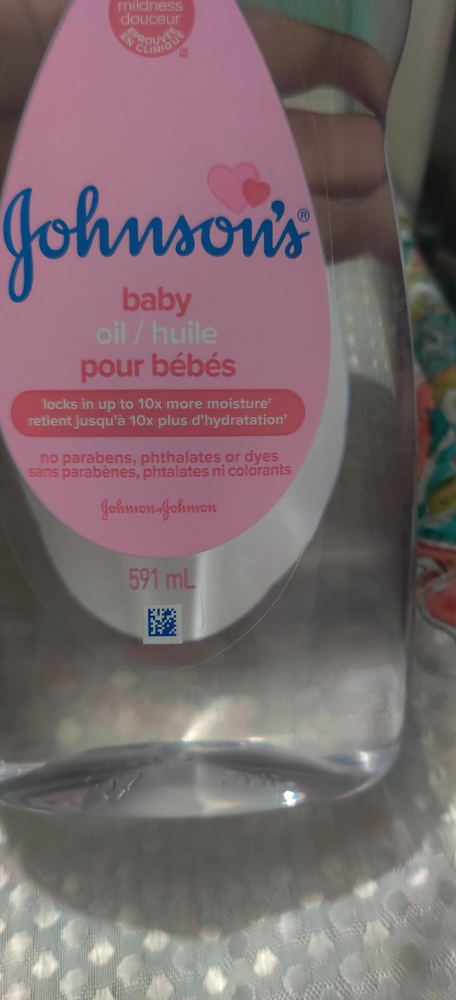 mildness
douceur
ÉPROUVÉE
EN CLINIQUE
Johnson's®
baby
oil / huile
pour bébés
locks in up to 10x more moisture†
retient jusqu'à 10x plus d'hydratation†
no parabens, phthalates or dyes
sans parabènes, phtalates ni colorants
Johnson & Johnson
591 mL